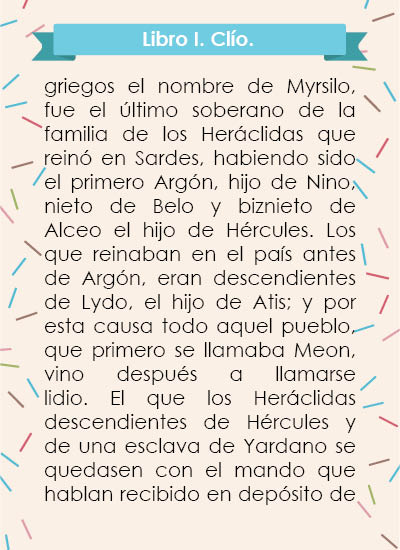 Libro I. Clío.
griegos el nombre de Myrsilo,
fue el último soberano de la
familia de los Heráclidas que
reinó en Sardes, habiendo sido
el primero Argón, hijo de Nino,
nieto de Belo y biznieto de
Alceo el hijo de Hércules. Los
que reinaban en el país antes
de Argón, eran descendientes
de Lydo, el hijo de Atis; y por
esta causa todo aquel pueblo,
que primero se llamaba Meon,
vino después a llamarse
lidio. El que los Heráclidas
descendientes de Hércules y
de una esclava de Yardano se
quedasen con el mando que
hablan recibido en depósito de